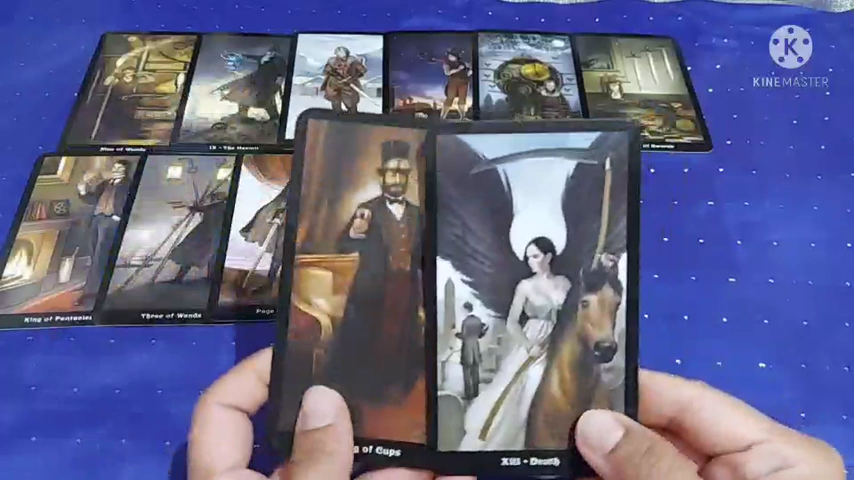 K
KINEMASTER
King of Wands
IX - The Hermit
of Swords
King of Pentacles
Three of Wands
Page
of Cups
XIII - Death